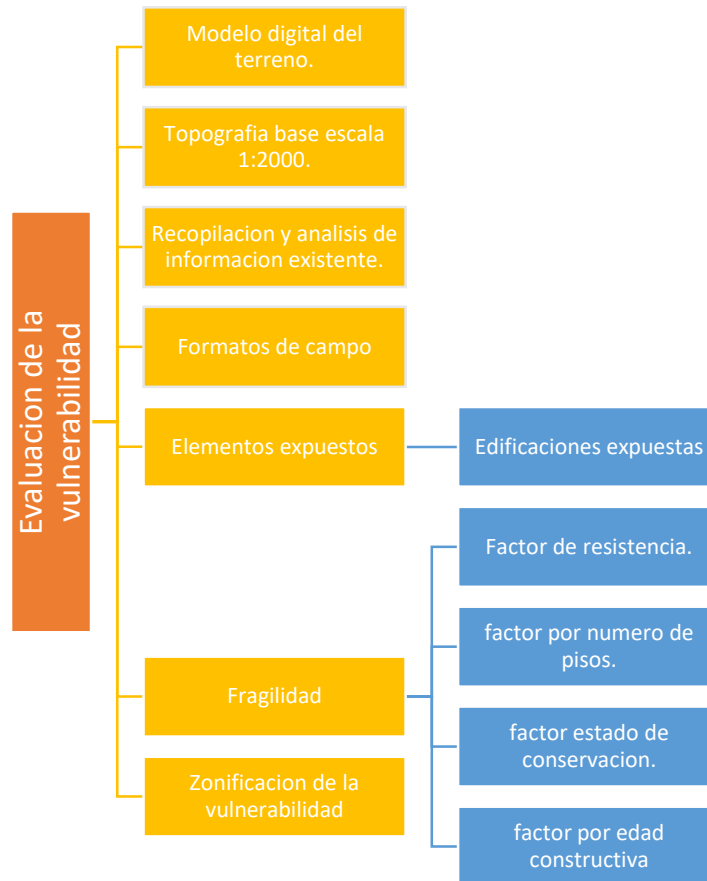 Evaluacion de la
vulnerabilidad
Modelo digital del
terreno.
Topografia base escala
1:2000.
Recopilacion y analisis de
informacion existente.
Formatos de campo
Elementos expuestos
Edificaciones expuestas
Fragilidad
Factor de resistencia.
factor por numero de
pisos.
factor estado de
conservacion.
factor por edad
constructiva
Zonificacion de la
vulnerabilidad